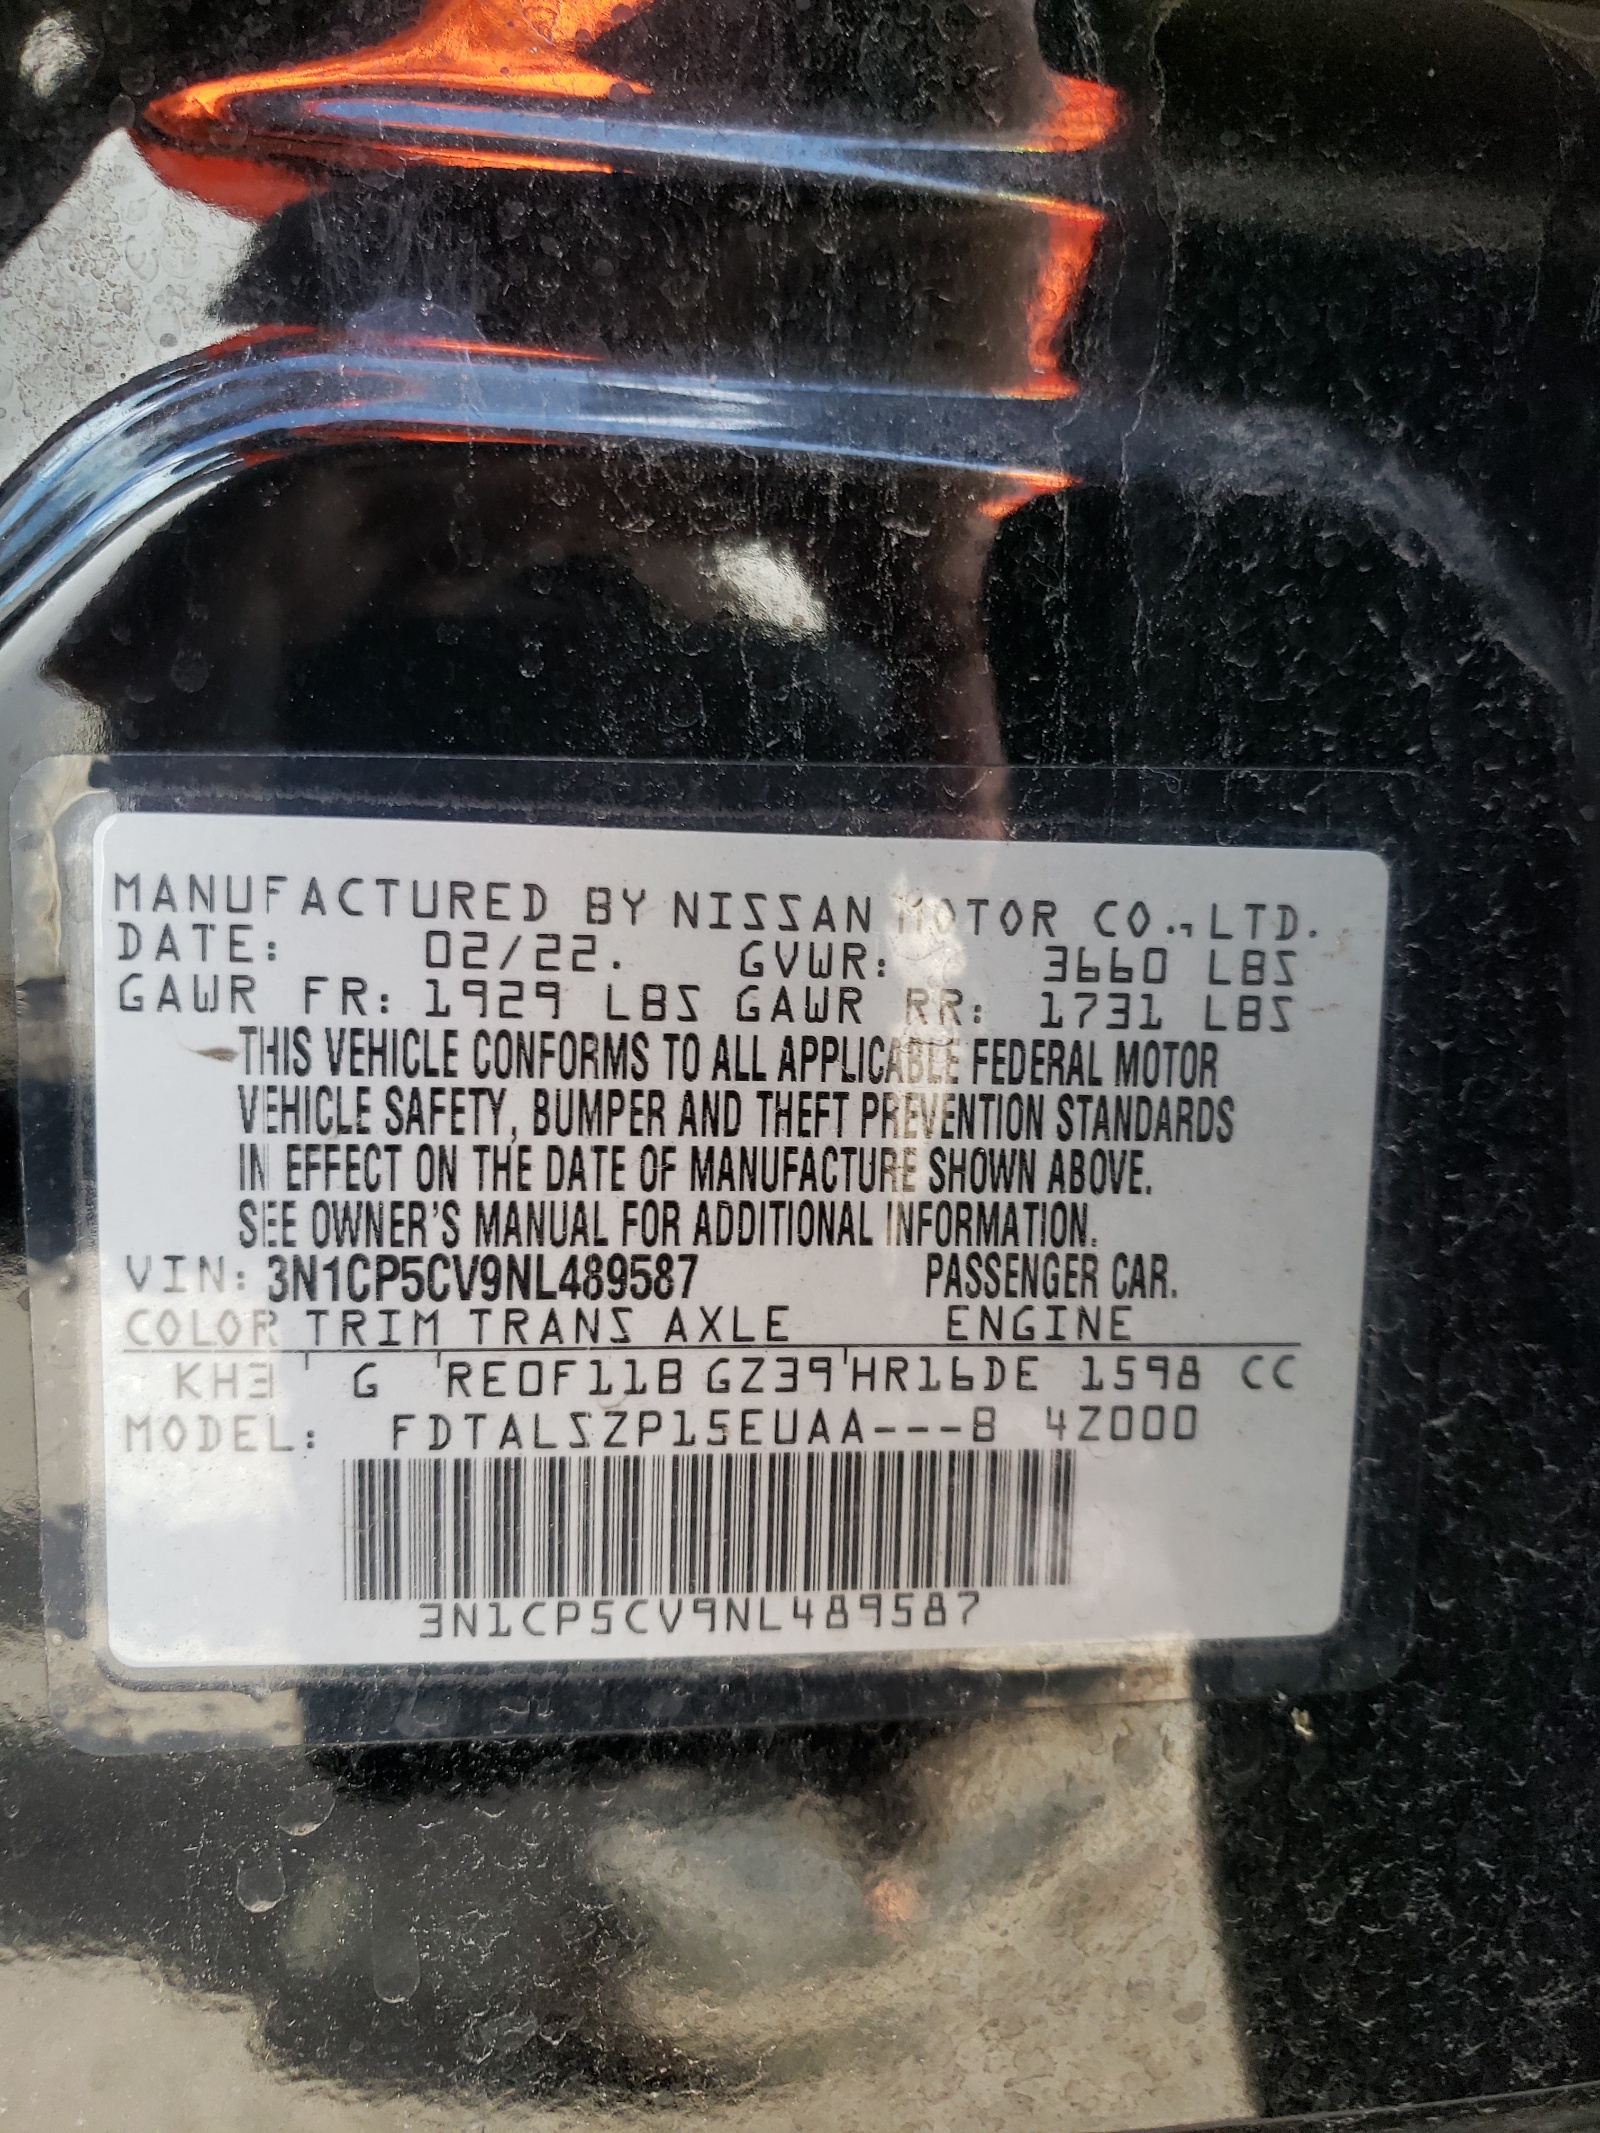 MANUFACTURED BY NISSAN MOTOR CO.,LTD.
DATE: 02/22. GVWR: 3660 LBS
GAWR FR: 1929 LBS GAWR RR: 1731 LBS
THIS VEHICLE CONFORMS TO ALL APPLICABLE FEDERAL MOTOR
VEHICLE SAFETY, BUMPER AND THEFT PREVENTION STANDARDS
IN EFFECT ON THE DATE OF MANUFACTURE SHOWN ABOVE.
SEE OWNER'S MANUAL FOR ADDITIONAL INFORMATION.
VIN: 3N1CP5CV9NL489587 PASSENGER CAR.
COLOR TRIM TRANS AXLE ENGINE
KH3 ' G 'RE0F11B GZ39'HR16DE 1598 CC
MODEL: FDTALSZP15EUAA---B 4Z000
3N1CP5CV9NL489587